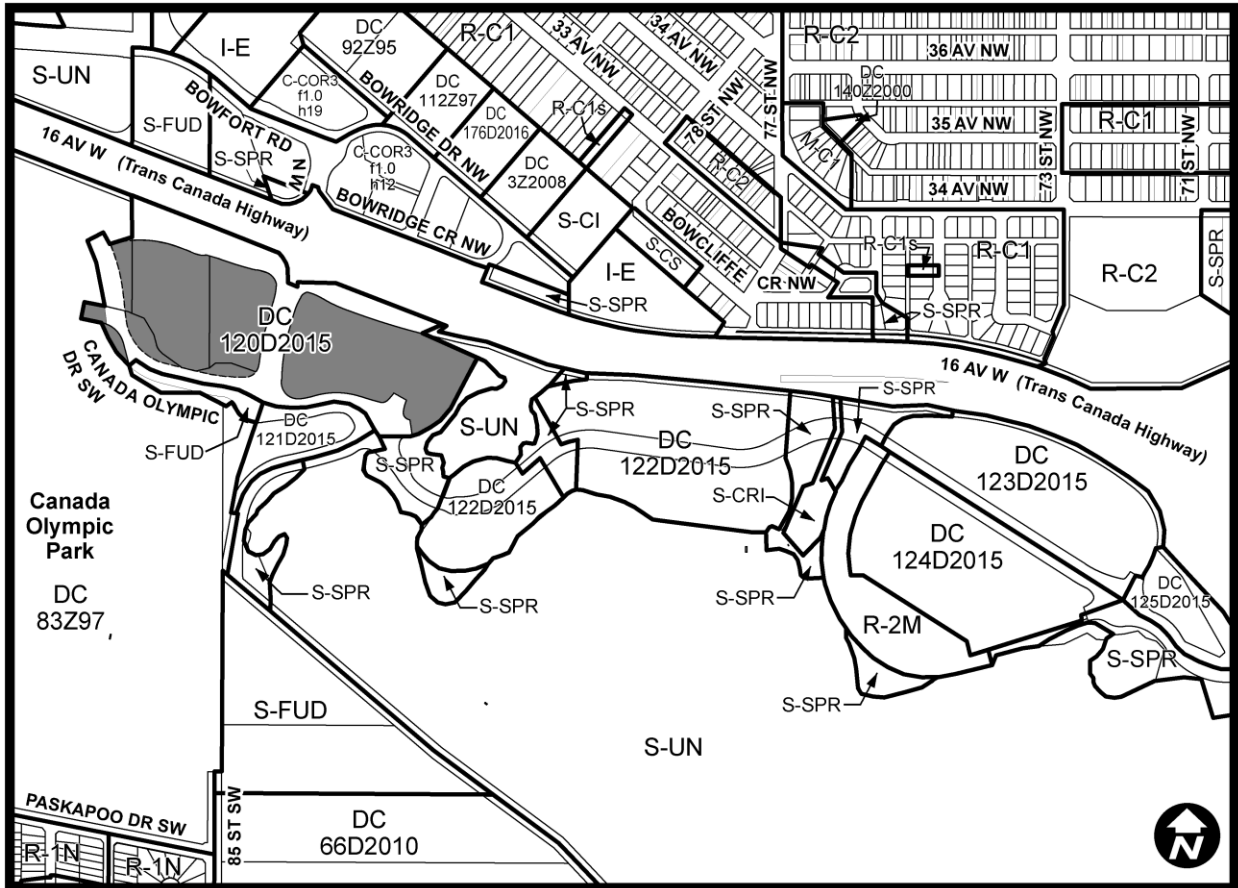 I-E
DC
92Z95
R-C1
33 AV NW
34 AV NW
R-C2
36 AV NW
S-UN
C-COR3
f1.0
h19
BOWRIDGE DR NW
DC
112Z97
R-C1s
78 ST NW
77 ST NW
DC
140Z2000
35 AV NW
R-C1
71 ST NW
S-FUD
BOWFORT RD
NW
DC
176D2016
R-C2
M-C1
73 ST NW
34 AV NW
16 AV W (Trans Canada Highway)
S-SPR
C-COR3
f1.0
h12
DC
3Z2008
BOWRIDGE CR NW
S-CI
BOWCLIFFE
CR NW
S-CS
I-E
S-SPR
R-C1s
R-C1
R-C2
S-SPR
S-SPR
DC
120D2015
16 AV W (Trans Canada Highway)
CANADA OLYMPIC
DR SW
S-FUD
DC
121D2015
S-SPR
S-UN
S-SPR
DC
122D2015
S-SPR
S-SPR
DC
122D2015
S-CRI
DC
123D2015
DC
124D2015
DC
125D2015
Canada
Olympic
Park
DC
83Z97
S-SPR
S-SPR
S-SPR
R-2M
S-SPR
S-SPR
S-FUD
S-UN
PASKAPOO DR SW
85 ST SW
DC
66D2010
R-1N
R-1N
N